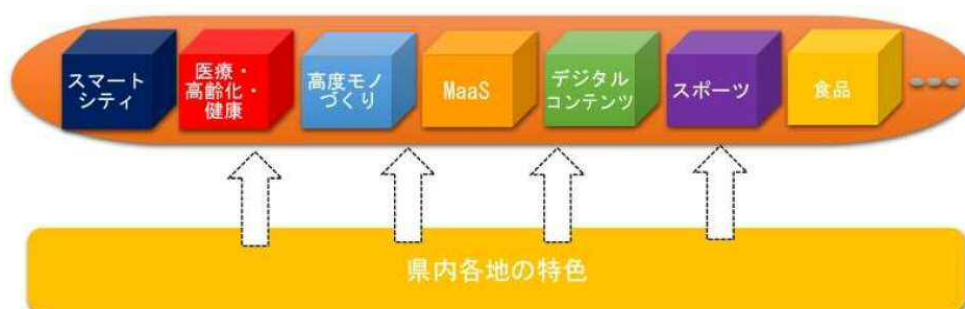 スマート
シティ
医療・
高齢化・
健康
高度モノ
づくり
MaaS
デジタル
コンテンツ
スポーツ
食品
県内各地の特色